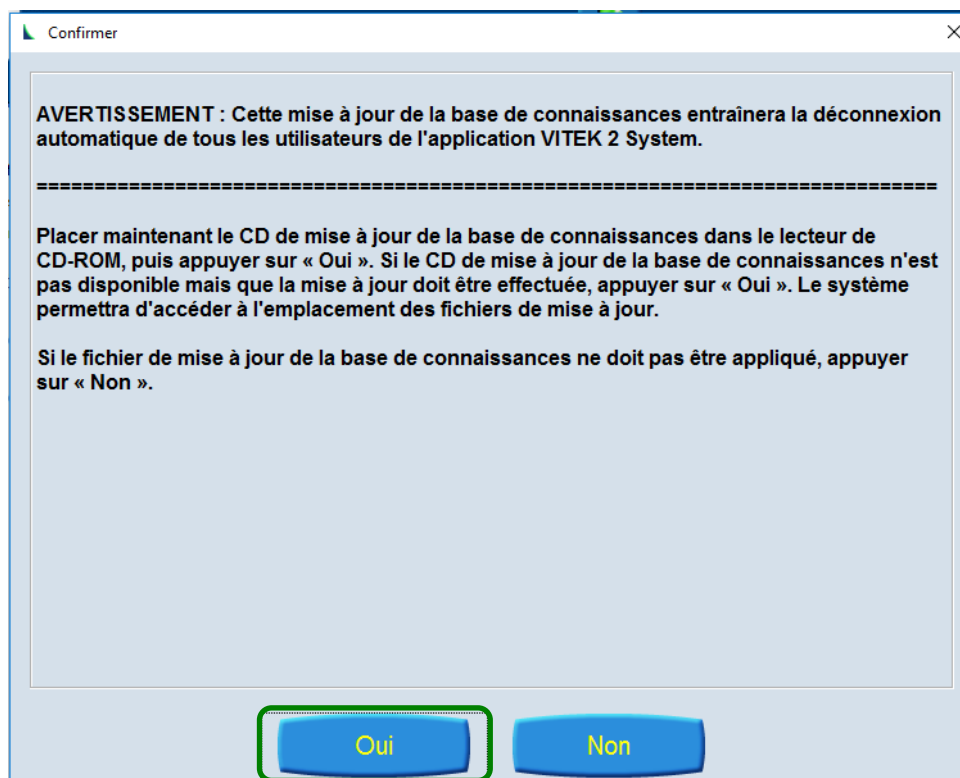 Confirmer
AVERTISSEMENT : Cette mise à jour de la base de connaissances entraînera la déconnexion
automatique de tous les utilisateurs de l'application VITEK 2 System.
==============================================================================
Placer maintenant le CD de mise à jour de la base de connaissances dans le lecteur de
CD-ROM, puis appuyer sur « Oui ». Si le CD de mise à jour de la base de connaissances n'est
pas disponible mais que la mise à jour doit être effectuée, appuyer sur « Oui ». Le système
permettra d'accéder à l'emplacement des fichiers de mise à jour.
Si le fichier de mise à jour de la base de connaissances ne doit pas être appliqué, appuyer
sur « Non ».
Oui Non